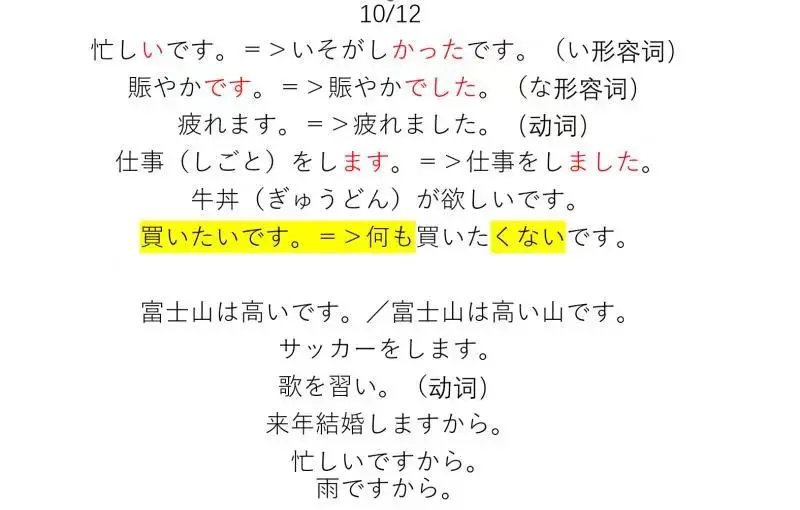 10/12
忙しいです。＝＞いそがしかったです。（い形容词）
賑やかです。＝＞賑やかでした。（な形容词）
疲れます。＝＞疲れました。（动词）
仕事（しごと）をします。＝＞仕事をしました。
牛丼（ぎゅうどん）が欲しいです。
買いたいです。＝＞何も買いたくないです。
富士山は高いです。／富士山は高い山です。
サッカーをします。
歌を習い。（动词）
来年結婚しますから。
忙しいですから。
雨ですから。